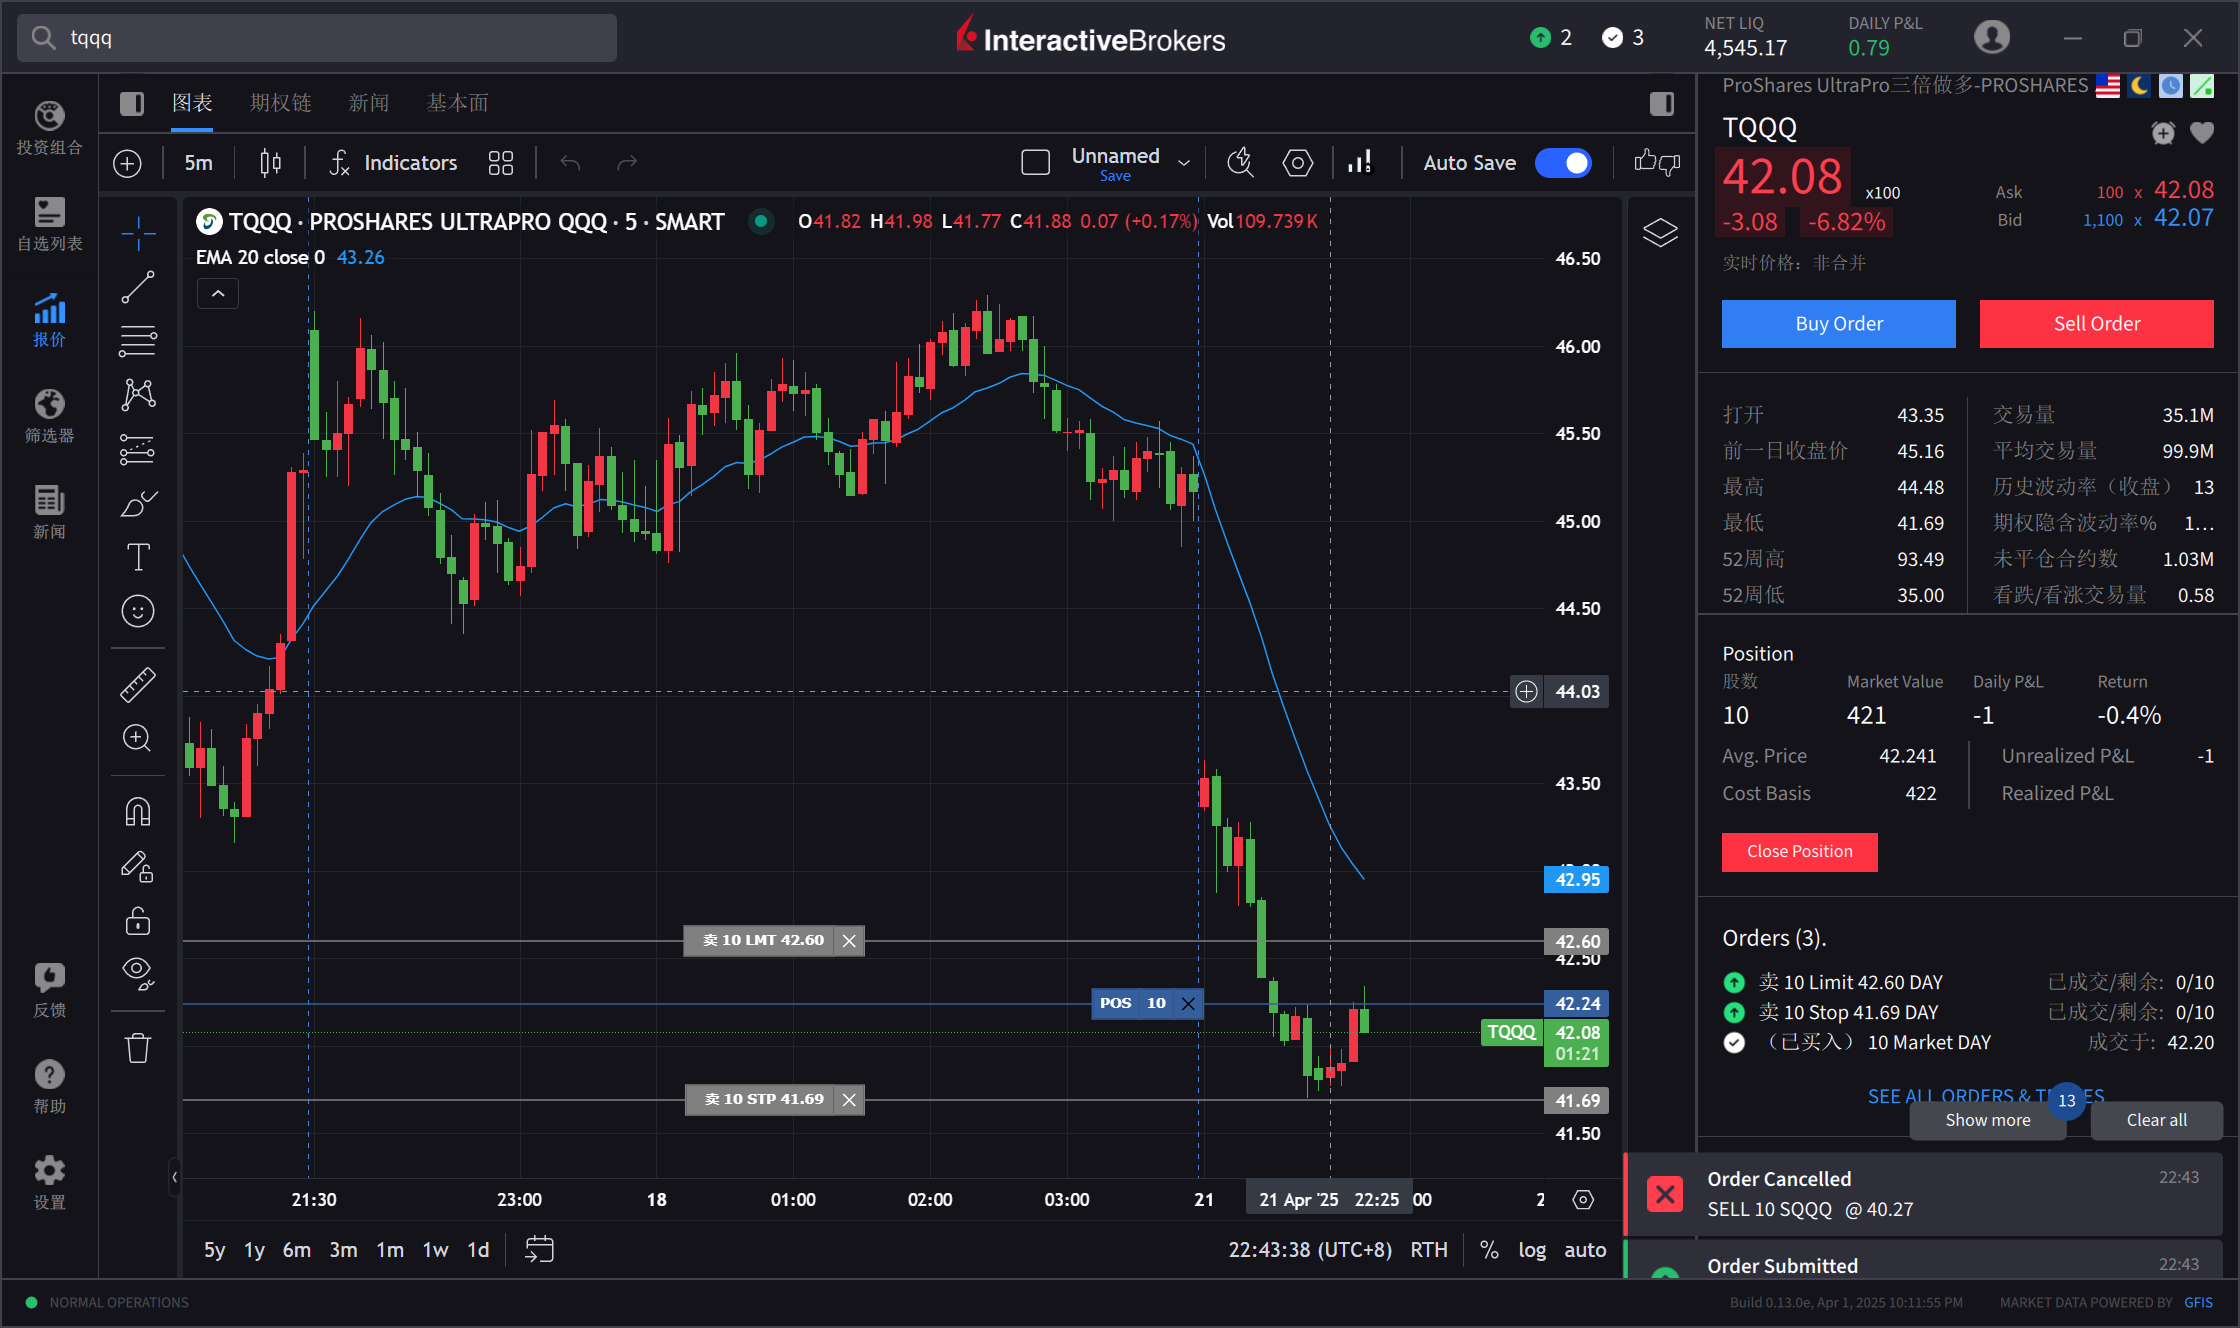 tqqq
InteractiveBrokers
2
3
NET LIQ
4,545.17
DAILY P&L
0.79
投资组合
自选列表
报价
筛选器
新闻
反馈
帮助
设置
图表 期权链 新闻 基本面
5m
Indicators
Unnamed
Save
Auto Save
TQQQ · PROSHARES ULTRAPRO QQQ · 5 · SMART
O41.82 H41.98 L41.77 C41.88 0.07 (+0.17%) Vol109.739K
EMA 20 close 0 43.26
46.50
46.00
45.50
45.00
44.50
44.03
43.50
42.95
42.60
42.50
42.24
TQQQ 42.08
01:21
41.69
41.50
卖 10 LMT 42.60
POS 10
卖 10 STP 41.69
21:30 23:00 18 01:00 02:00 03:00 21 21 Apr '25 22:25 :00 2
5y 1y 6m 3m 1m 1w 1d
22:43:38 (UTC+8) RTH % log auto
ProShares UltraPro三倍做多-PROSHARES
TQQQ
42.08 x100
-3.08 -6.82%
Ask 100 x 42.08
Bid 1,100 x 42.07
实时价格：非合并
Buy Order
Sell Order
打开 43.35 交易量 35.1M
前一日收盘价 45.16 平均交易量 99.9M
最高 44.48 历史波动率（收盘） 13
最低 41.69 期权隐含波动率% 1...
52周高 93.49 未平仓合约数 1.03M
52周低 35.00 看跌/看涨交易量 0.58
Position
股数 Market Value Daily P&L Return
10 421 -1 -0.4%
Avg. Price 42.241 Unrealized P&L -1
Cost Basis 422 Realized P&L
Close Position
Orders (3).
卖 10 Limit 42.60 DAY 已成交/剩余: 0/10
卖 10 Stop 41.69 DAY 已成交/剩余: 0/10
（已买入） 10 Market DAY 成交于: 42.20
SEE ALL ORDERS &
13
Show more
Clear all
Order Cancelled 22:43
SELL 10 SQQQ @ 40.27
Order Submitted 22:43
NORMAL OPERATIONS
Build 0.13.0e, Apr 1, 2025 10:11:55 PM MARKET DATA POWERED BY GFIS